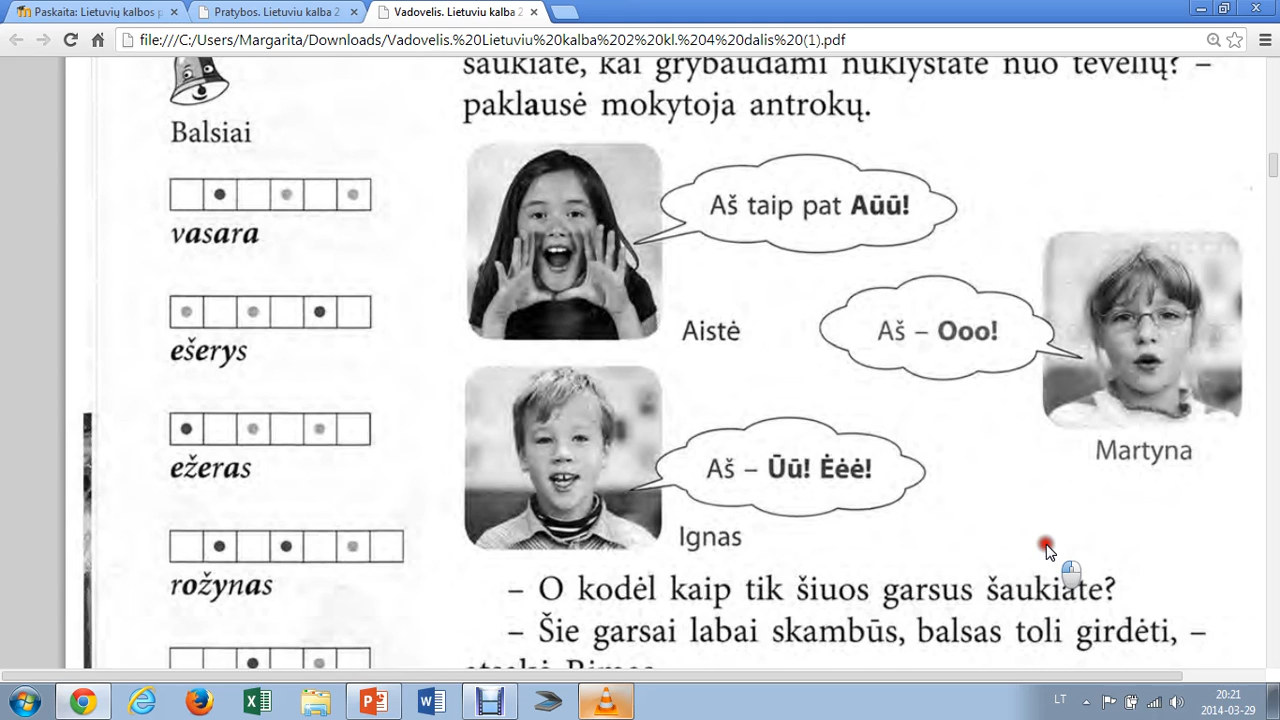 Paskaita: Lietuvių kalbos p
Pratybos. Lietuviu kalba 2
Vadovelis. Lietuviu kalba 2
file:///C:/Users/Margarita/Downloads/Vadovelis.%20Lietuviu%20kalba%202%20kl.%204%20dalis%20(1).pdf
šaukiate, kai grybaudami nuklystate nuo tėvelių? –
paklausė mokytoja antrokų.
Balsiai
vasara
ešerys
ežeras
rožynas
Aš taip pat Aūū!
Aistė
Aš – Ooo!
Martyna
Aš – Ūū! Ėėė!
Ignas
– O kodėl kaip tik šiuos garsus šaukiate?
– Šie garsai labai skambūs, balsas toli girdėti, –
LT
20:21
2014-03-29